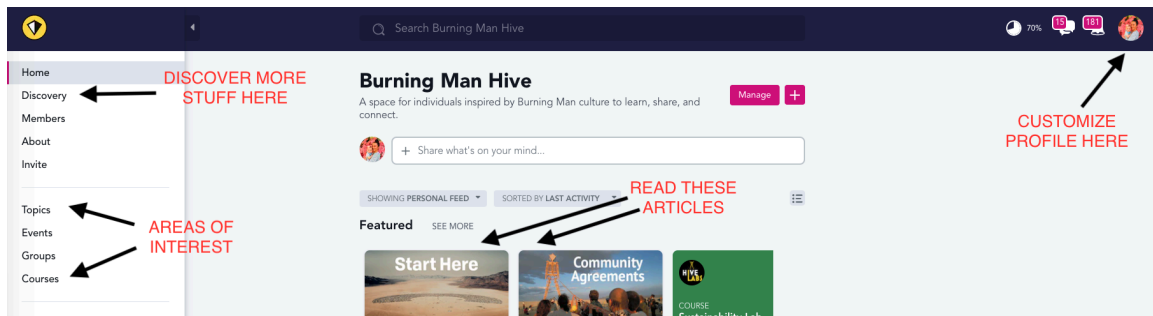 Search Burning Man Hive
70%
15
181
Home
Discovery
Members
About
Invite
Topics
Events
Groups
Courses
DISCOVER MORE
STUFF HERE
AREAS OF
INTEREST
Burning Man Hive
A space for individuals inspired by Burning Man culture to learn, share, and
connect.
Manage
+
+ Share what's on your mind...
SHOWING PERSONAL FEED
SORTED BY LAST ACTIVITY
READ THESE
ARTICLES
Featured
SEE MORE
Start Here
Community
Agreements
HIVE
LABS
COURSE
Sustainability Lab
CUSTOMIZE
PROFILE HERE